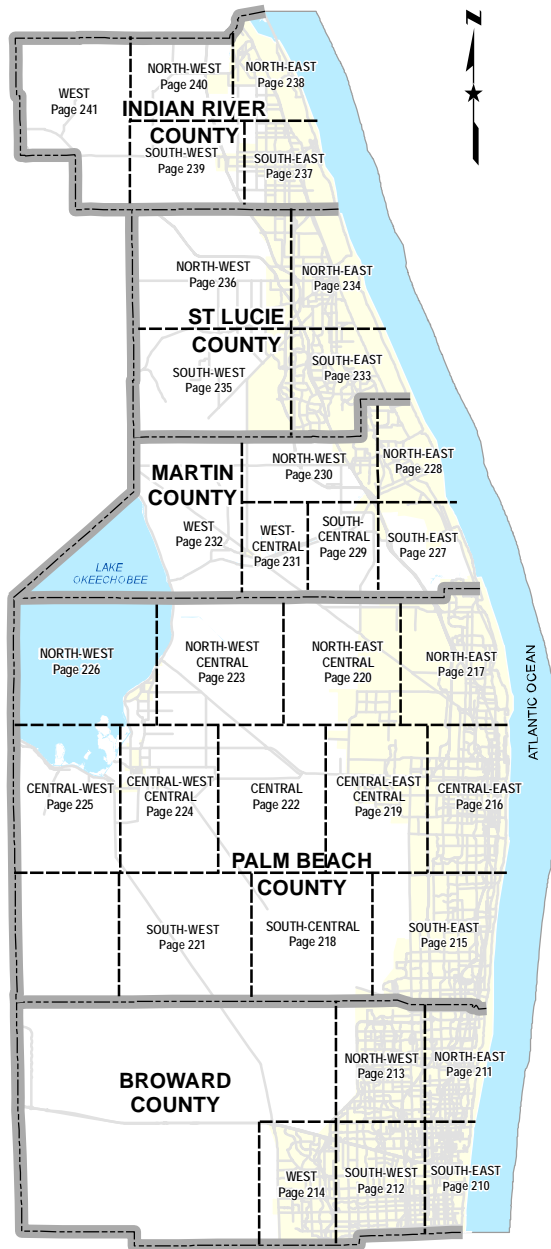 N
NORTH-WEST
Page 240
NORTH-EAST
Page 238
WEST
Page 241
INDIAN RIVER
COUNTY
SOUTH-WEST
Page 239
SOUTH-EAST
Page 237
NORTH-WEST
Page 236
NORTH-EAST
Page 234
ST LUCIE
COUNTY
SOUTH-WEST
Page 235
SOUTH-EAST
Page 233
NORTH-WEST
Page 230
NORTH-EAST
Page 228
MARTIN
COUNTY
WEST
Page 232
WEST-
CENTRAL
Page 231
SOUTH-
CENTRAL
Page 229
SOUTH-EAST
Page 227
LAKE
OKEECHOBEE
NORTH-WEST
Page 226
NORTH-WEST
CENTRAL
Page 223
NORTH-EAST
CENTRAL
Page 220
NORTH-EAST
Page 217
ATLANTIC OCEAN
CENTRAL-WEST
Page 225
CENTRAL-WEST
CENTRAL
Page 224
CENTRAL
Page 222
CENTRAL-EAST
CENTRAL
Page 219
CENTRAL-EAST
Page 216
PALM BEACH
COUNTY
SOUTH-WEST
Page 221
SOUTH-CENTRAL
Page 218
SOUTH-EAST
Page 215
BROWARD
COUNTY
NORTH-WEST
Page 213
NORTH-EAST
Page 211
WEST
Page 214
SOUTH-WEST
Page 212
SOUTH-EAST
Page 210